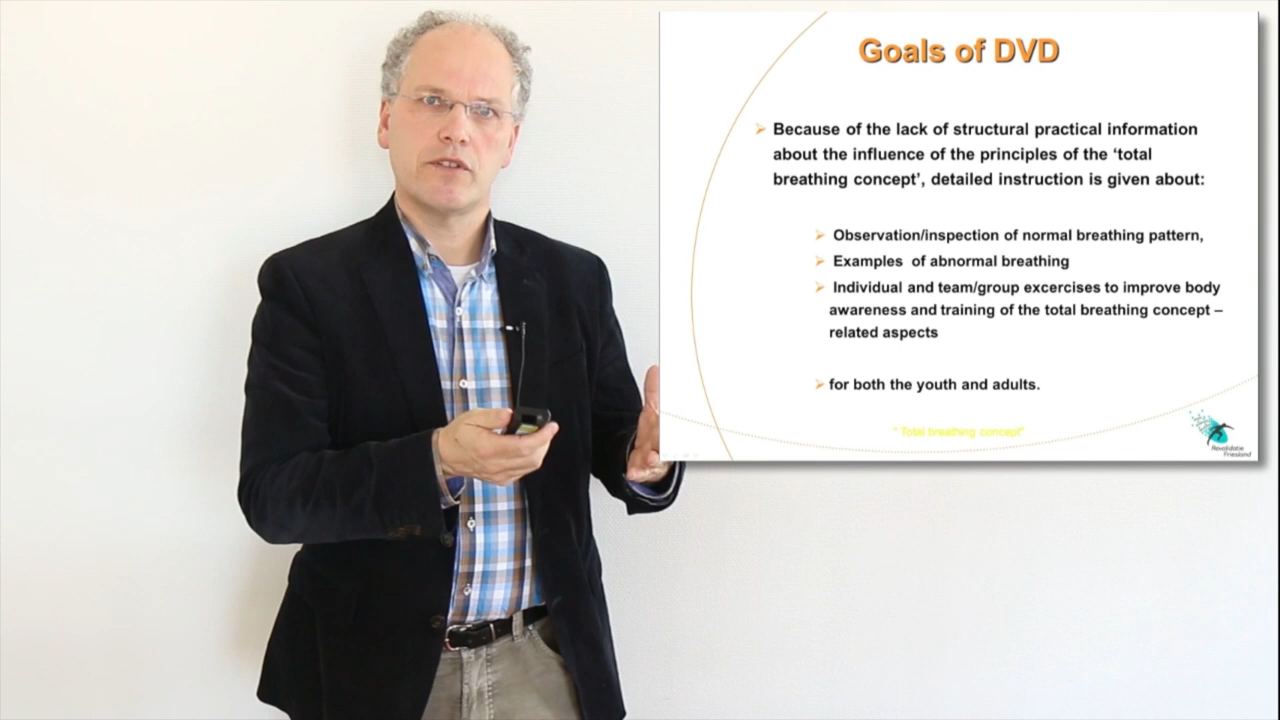 Goals of DVD
Because of the lack of structural practical information
about the influence of the principles of the ‘total
breathing concept’, detailed instruction is given about:
Observation/inspection of normal breathing pattern,
Examples of abnormal breathing
Individual and team/group excercises to improve body
awareness and training of the total breathing concept –
related aspects
for both the youth and adults.
“ Total breathing concept”
Revalidatie
Friesland